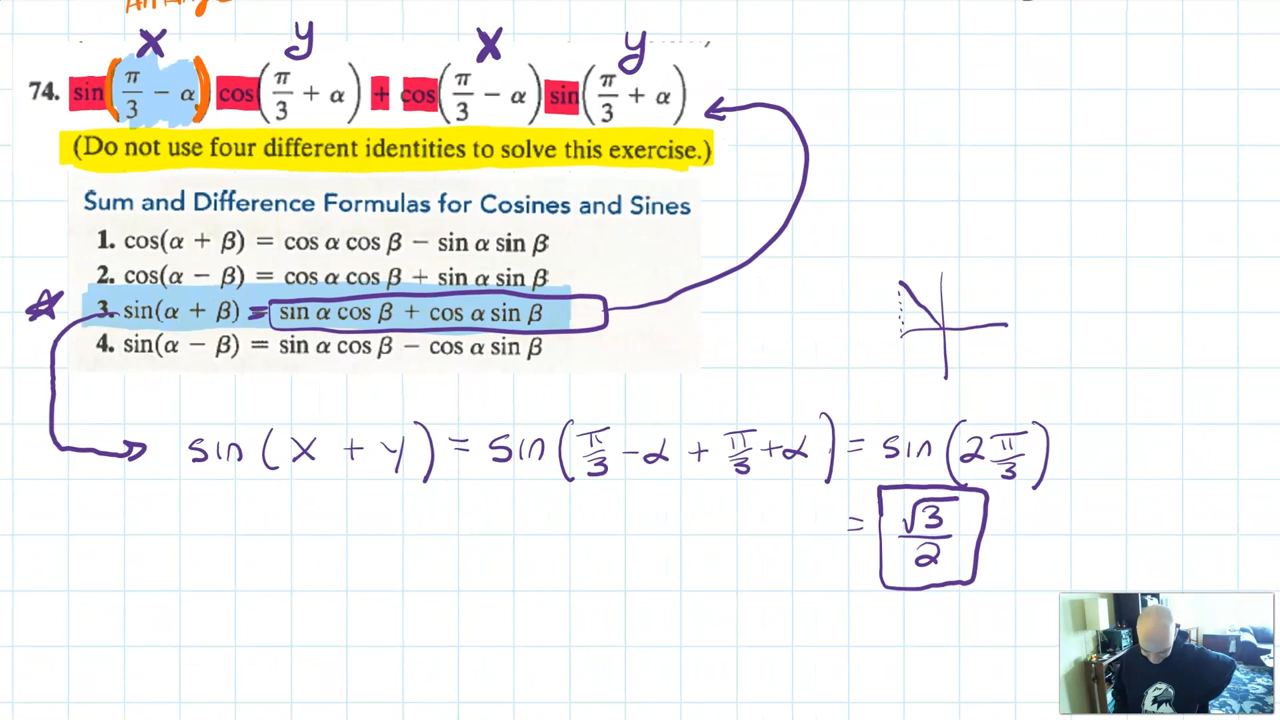 Arrange
x y x y
74. sin(π/3 − α) cos(π/3 + α) + cos(π/3 − α) sin(π/3 + α)
(Do not use four different identities to solve this exercise.)
Sum and Difference Formulas for Cosines and Sines
1. cos(α + β) = cos α cos β − sin α sin β
2. cos(α − β) = cos α cos β + sin α sin β
3. sin(α + β) = sin α cos β + cos α sin β
4. sin(α − β) = sin α cos β − cos α sin β
sin(x + y) = sin(π/3 − α + π/3 + α) = sin(2π/3)
= √3/2